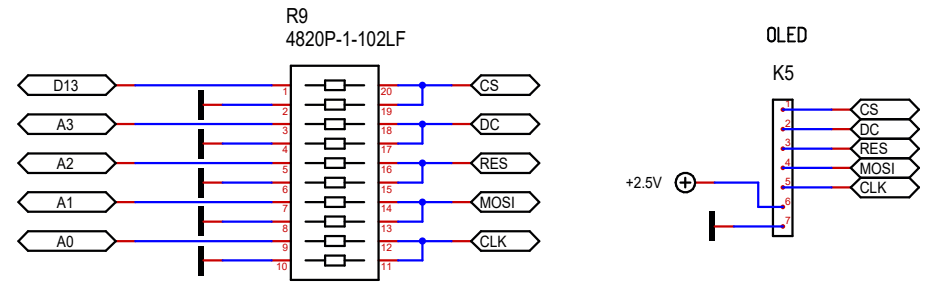 R9
4820P-1-102LF
D13 1 20 CS
2 19
A3 3 18 DC
4 17
A2 5 16 RES
6 15
A1 7 14 MOSI
8 13
A0 9 12 CLK
10 11
OLED
K5
1 CS
2 DC
3 RES
4 MOSI
5 CLK
+2.5V 6
7